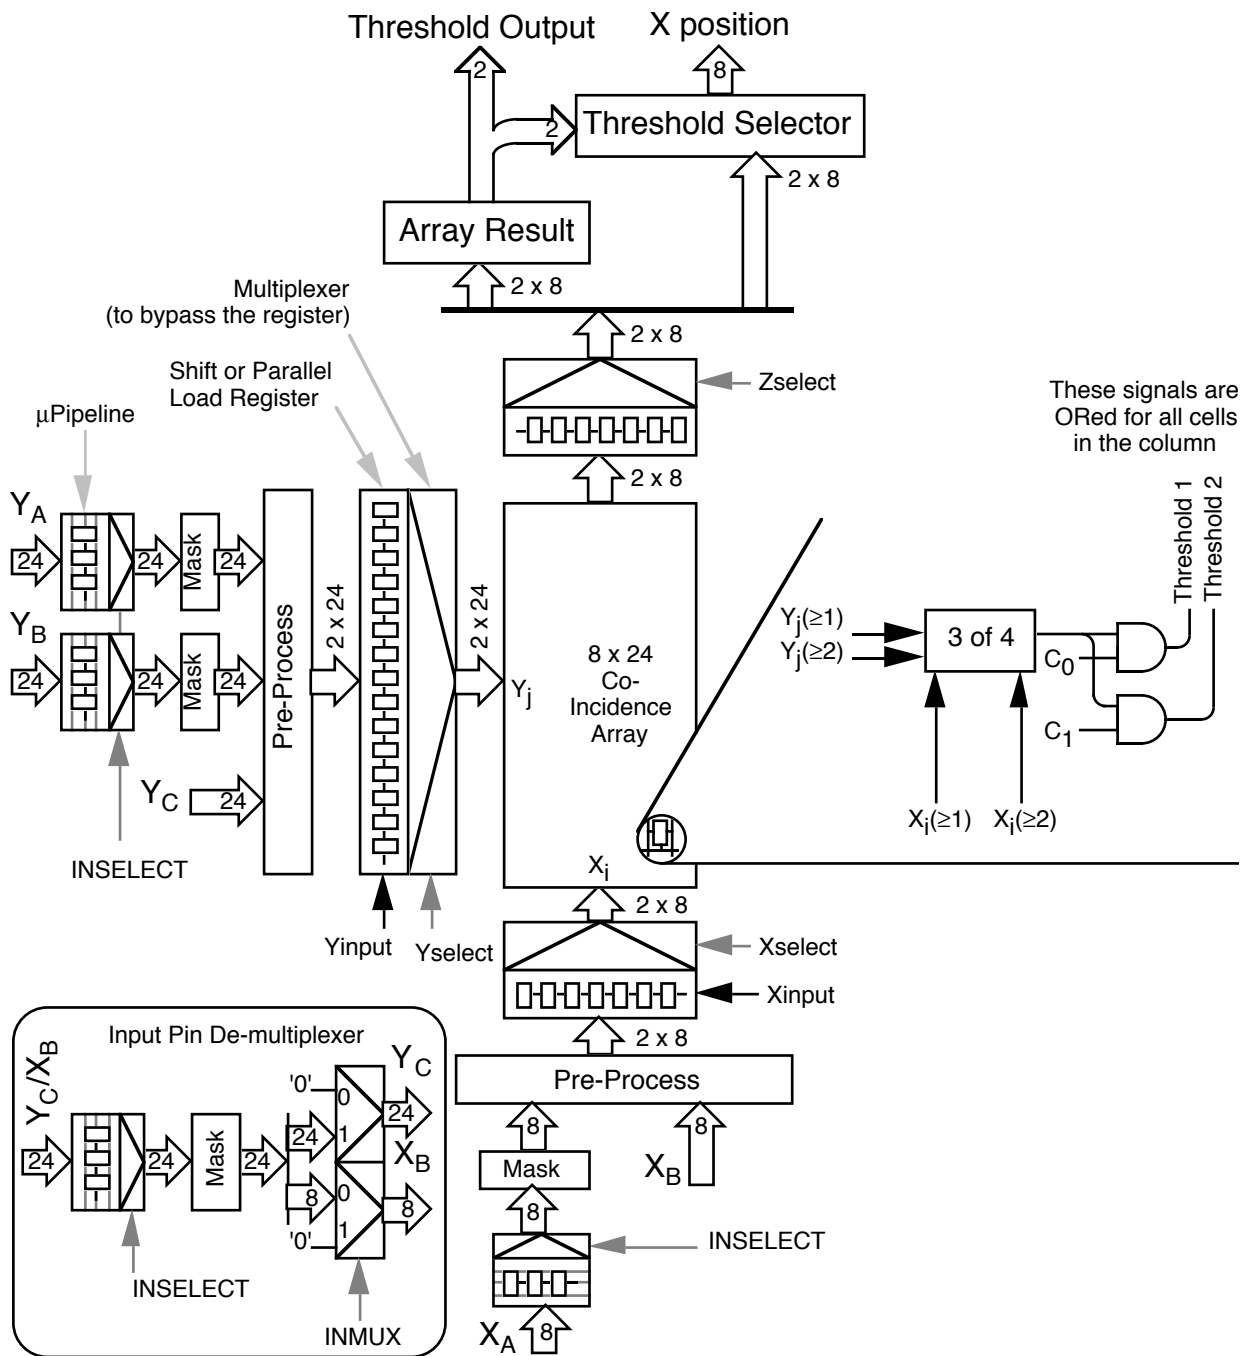 Threshold Output
X position
2
8
2
Threshold Selector
2 x 8
Array Result
2 x 8
Multiplexer
(to bypass the register)
2 x 8
Shift or Parallel
Load Register
Zselect
These signals are
ORed for all cells
in the column
μPipeline
2 x 8
Threshold 1
Threshold 2
YA
24
24
Mask
24
YB
24
24
Mask
24
Pre-Process
2 x 24
2 x 24
Yj
8 x 24
Co-
Incidence
Array
Yj(≥1)
Yj(≥2)
3 of 4
C0
C1
Xi(≥1)
Xi(≥2)
YC
24
INSELECT
Xi
2 x 8
Yinput
Yselect
Xselect
Xinput
2 x 8
Pre-Process
8
8
Mask
XB
8
INSELECT
XA
8
Input Pin De-multiplexer
YC/XB
24
24
Mask
24
'0'
0
1
24
YC
24
XB
8
0
1
'0'
8
INSELECT
INMUX